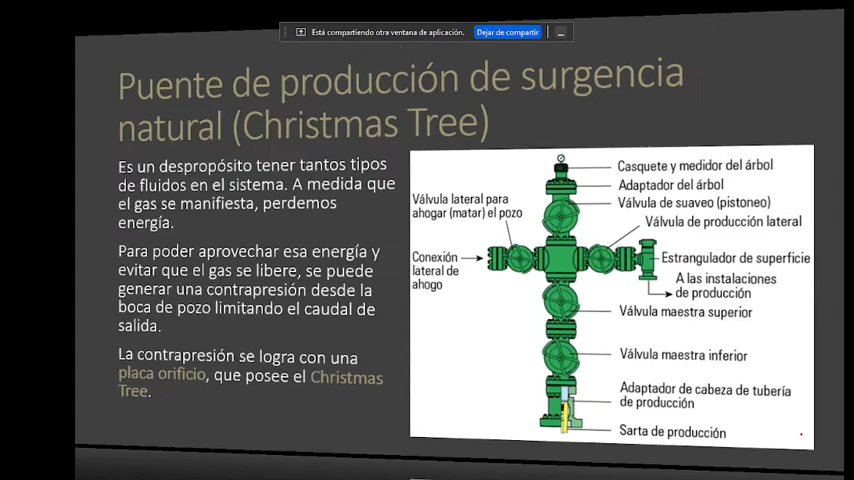 Está compartiendo otra ventana de aplicación.
Dejar de compartir
Puente de producción de surgencia
natural (Christmas Tree)
Es un despropósito tener tantos tipos
de fluidos en el sistema. A medida que
el gas se manifiesta, perdemos
energía.
Para poder aprovechar esa energía y
evitar que el gas se libere, se puede
generar una contrapresión desde la
boca de pozo limitando el caudal de
salida.
La contrapresión se logra con una
placa orificio, que posee el Christmas
Tree.
Casquete y medidor del árbol
Adaptador del árbol
Válvula de suaveo (pistoneo)
Válvula lateral para
ahogar (matar) el pozo
Válvula de producción lateral
Conexión
lateral de
ahogo
Estrangulador de superficie
A las instalaciones
de producción
Válvula maestra superior
Válvula maestra inferior
Adaptador de cabeza de tubería
de producción
Sarta de producción